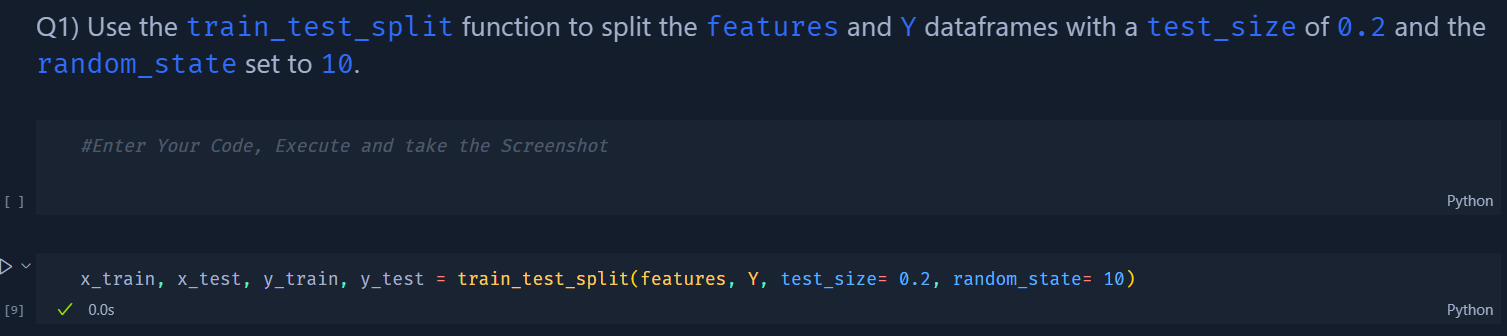 Q1) Use the train_test_split function to split the features and Y dataframes with a test_size of 0.2 and the
random_state set to 10.
#Enter Your Code, Execute and take the Screenshot
[ ]
Python
x_train, x_test, y_train, y_test = train_test_split(features, Y, test_size= 0.2, random_state= 10)
[9]
0.0s
Python